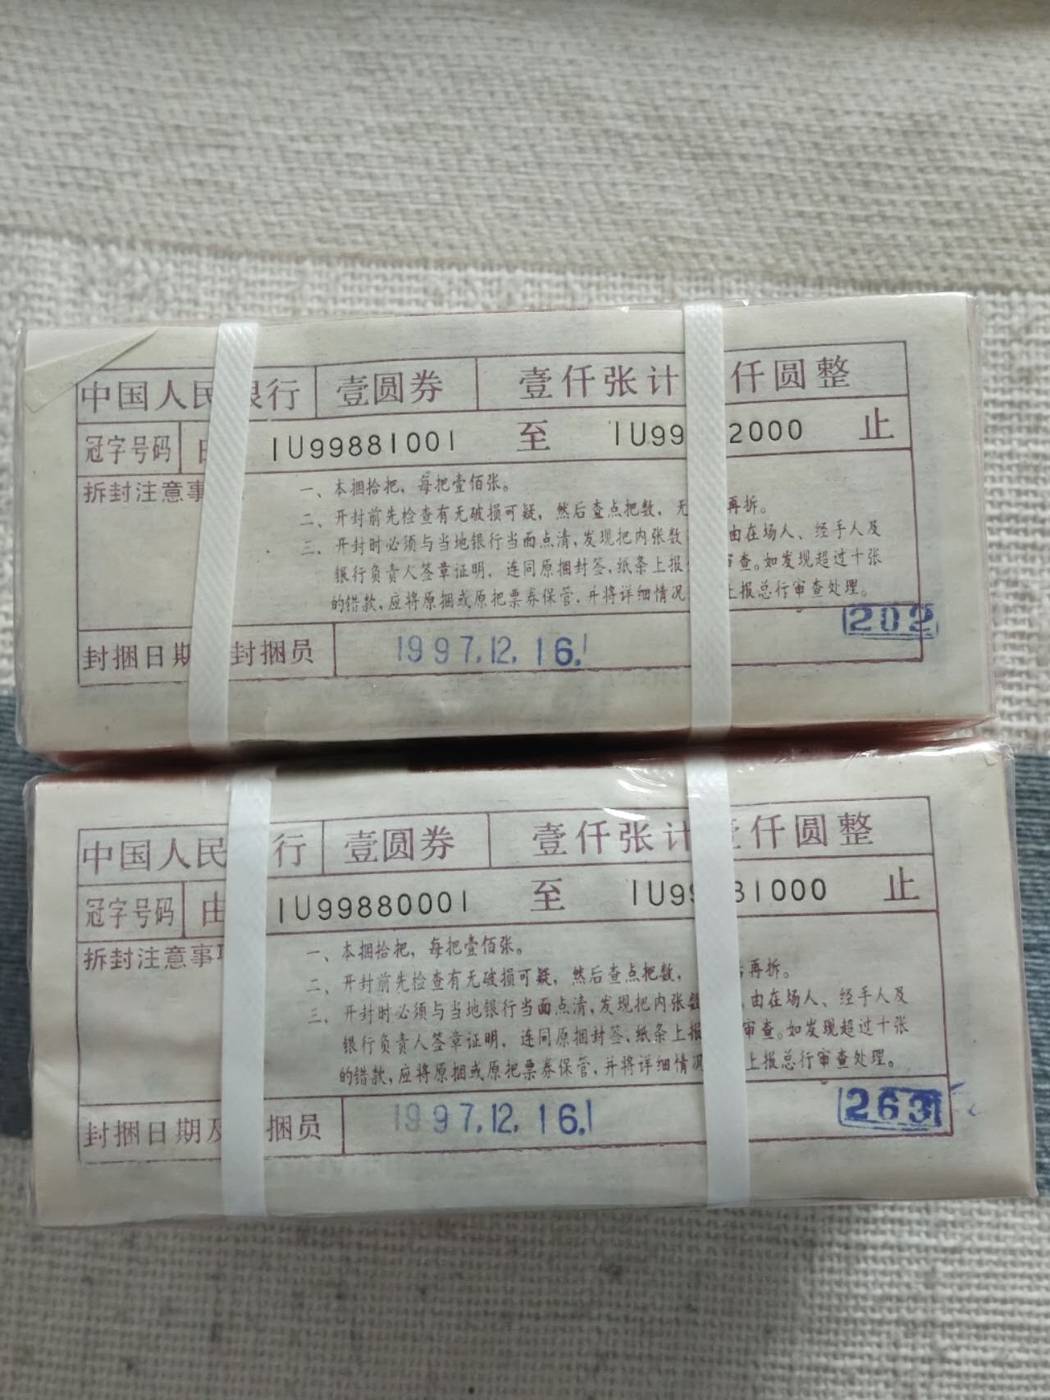 中国人民银行 壹圆券 壹仟张计 仟圆整
冠字号码 由 IU99881001 至 IU99 2000 止
拆封注意事
一、本捆拾把，每把壹佰张。
二、开封前先检查有无破损可疑，然后查点把数，无 再拆。
三、开封时必须与当地银行当面点清，发现把内张数 由在场人、经手人及
银行负责人签章证明，连同原捆封签、纸条上报 审查。如发现超过十张
的错款，应将原捆或原把票券保管，并将详细情况 上报总行审查处理。
202
封捆日期 封捆员 1997.12.16.
中国人民 行 壹圆券 壹仟张计壹仟圆整
冠字号码 由 IU99880001 至 IU99 81000 止
拆封注意事项
一、本捆拾把，每把壹佰张。
二、开封前先检查有无破损可疑，然后查点把数， 再拆。
三、开封时必须与当地银行当面点清，发现把内张数 由在场人、经手人及
银行负责人签章证明，连同原捆封签、纸条上报 审查。如发现超过十张
的错款，应将原捆或原把票券保管，并将详细情况 上报总行审查处理。
263
封捆日期及 捆员 1997.12.16.